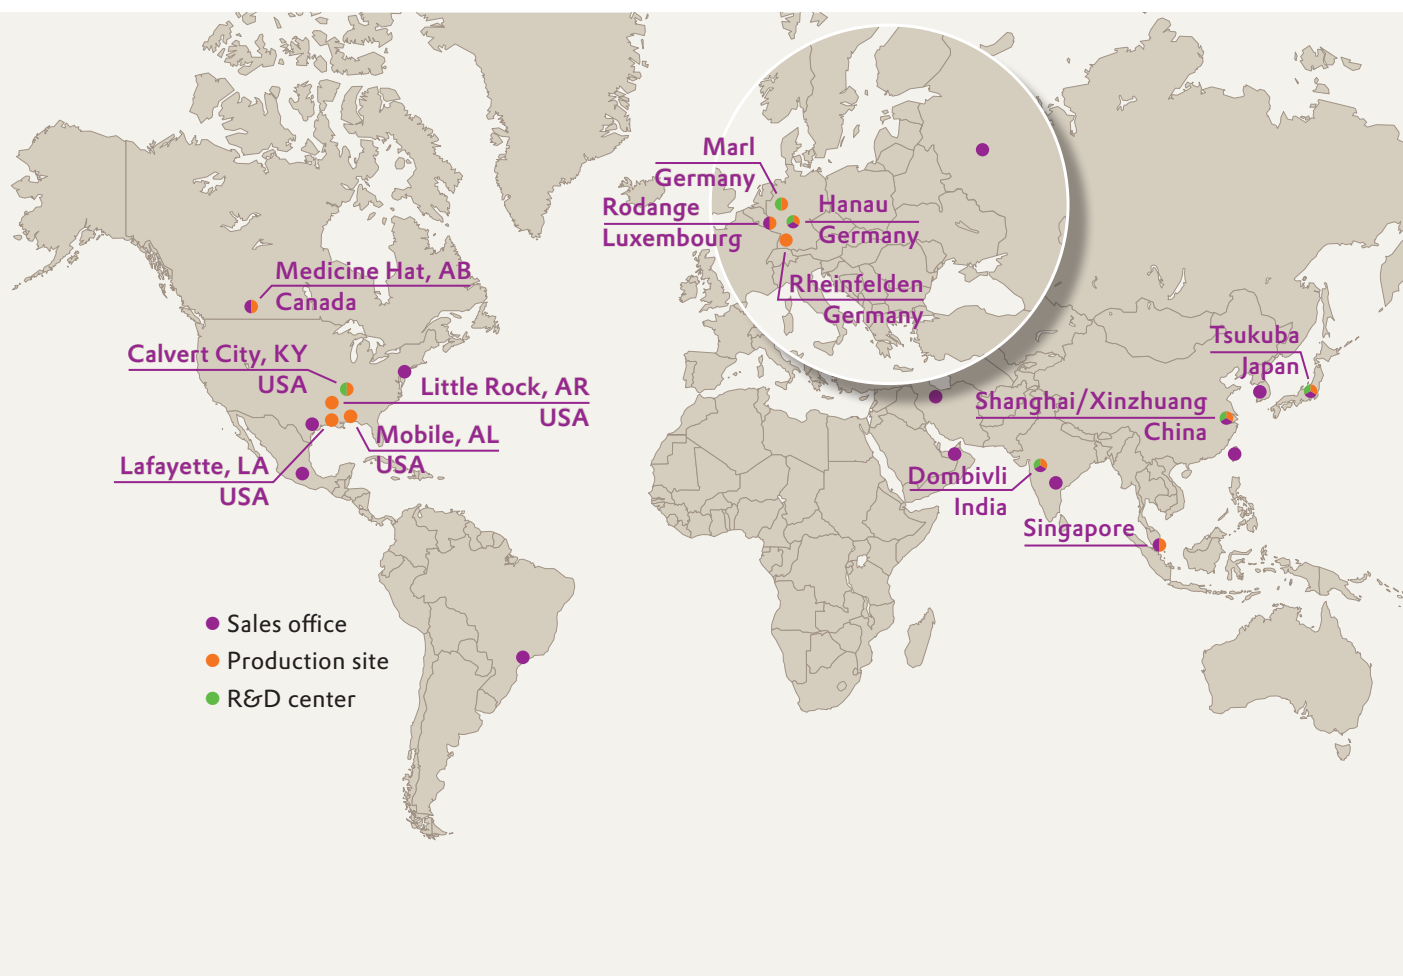 Marl
Germany
Rodange
Luxembourg
Hanau
Germany
Rheinfelden
Germany
Medicine Hat, AB
Canada
Calvert City, KY
USA
Little Rock, AR
USA
Mobile, AL
USA
Lafayette, LA
USA
Tsukuba
Japan
Shanghai/Xinzhuang
China
Dombivli
India
Singapore
Sales office
Production site
R&D center